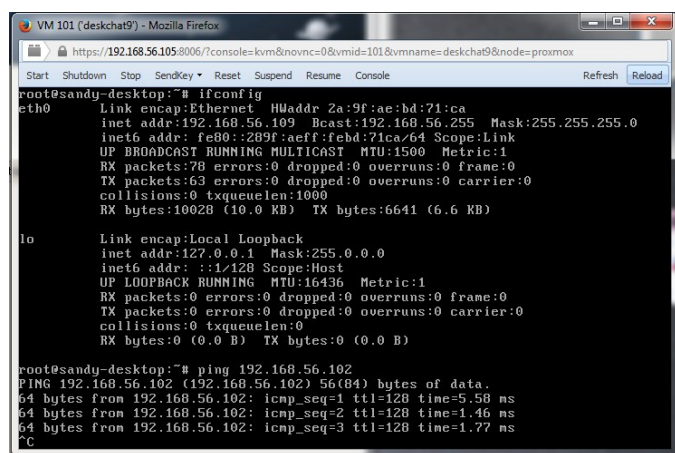 VM 101 ('deskchat9') - Mozilla Firefox
https://192.168.56.105:8006/?console=kvm&novnc=0&vmid=101&vmname=deskchat9&node=proxmox
Start Shutdown Stop SendKey Reset Suspend Resume Console Refresh Reload
root@sandy-desktop:~# ifconfig
eth0 Link encap:Ethernet HWaddr 2a:9f:ae:bd:71:ca
inet addr:192.168.56.109 Bcast:192.168.56.255 Mask:255.255.255.0
inet6 addr: fe80::289f:aeff:febd:71ca/64 Scope:Link
UP BROADCAST RUNNING MULTICAST MTU:1500 Metric:1
RX packets:78 errors:0 dropped:0 overruns:0 frame:0
TX packets:63 errors:0 dropped:0 overruns:0 carrier:0
collisions:0 txqueuelen:1000
RX bytes:10028 (10.0 KB) TX bytes:6641 (6.6 KB)
lo Link encap:Local Loopback
inet addr:127.0.0.1 Mask:255.0.0.0
inet6 addr: ::1/128 Scope:Host
UP LOOPBACK RUNNING MTU:16436 Metric:1
RX packets:0 errors:0 dropped:0 overruns:0 frame:0
TX packets:0 errors:0 dropped:0 overruns:0 carrier:0
collisions:0 txqueuelen:0
RX bytes:0 (0.0 B) TX bytes:0 (0.0 B)
root@sandy-desktop:~# ping 192.168.56.102
PING 192.168.56.102 (192.168.56.102) 56(84) bytes of data.
64 bytes from 192.168.56.102: icmp_seq=1 ttl=128 time=5.58 ms
64 bytes from 192.168.56.102: icmp_seq=2 ttl=128 time=1.46 ms
64 bytes from 192.168.56.102: icmp_seq=3 ttl=128 time=1.77 ms
^C